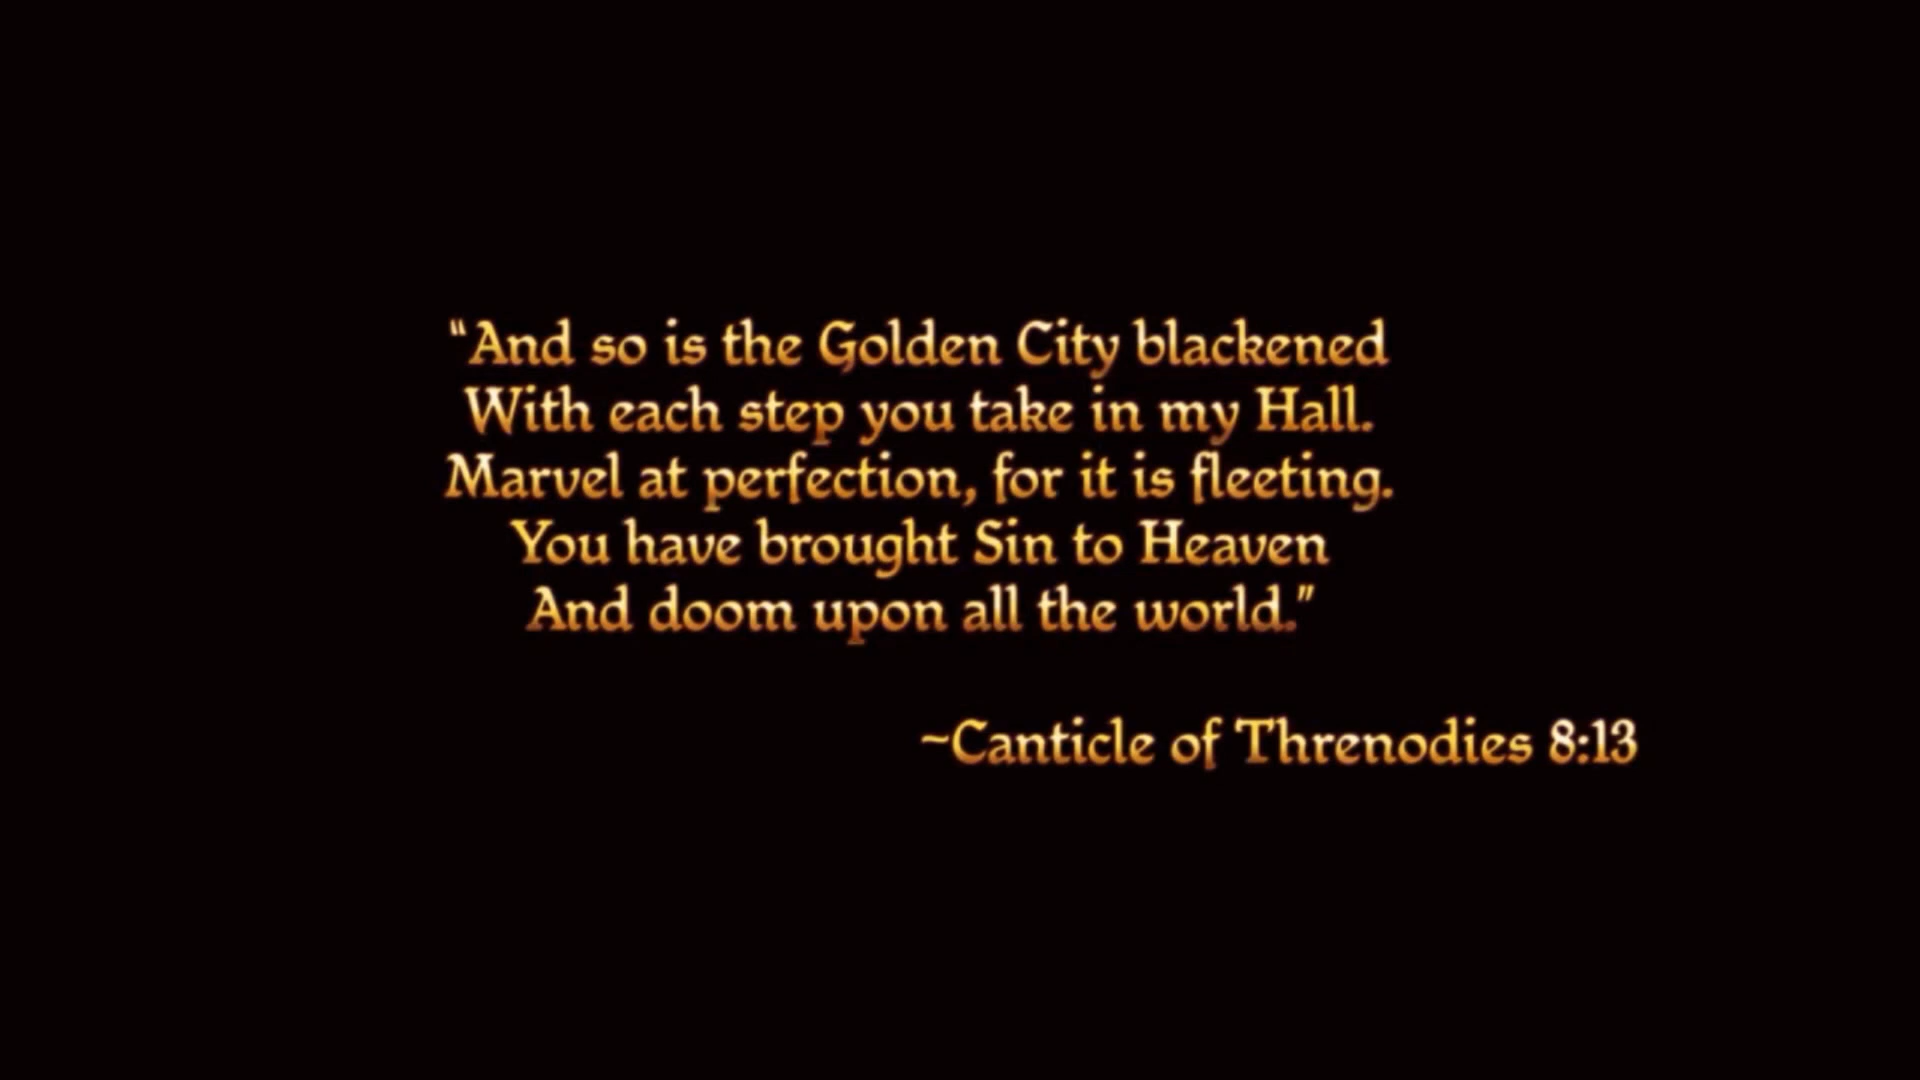 “And so is the Golden City blackened
With each step you take in my Hall.
Marvel at perfection, for it is fleeting.
You have brought Sin to Heaven
And doom upon all the world.”
~Canticle of Threnodies 8:13